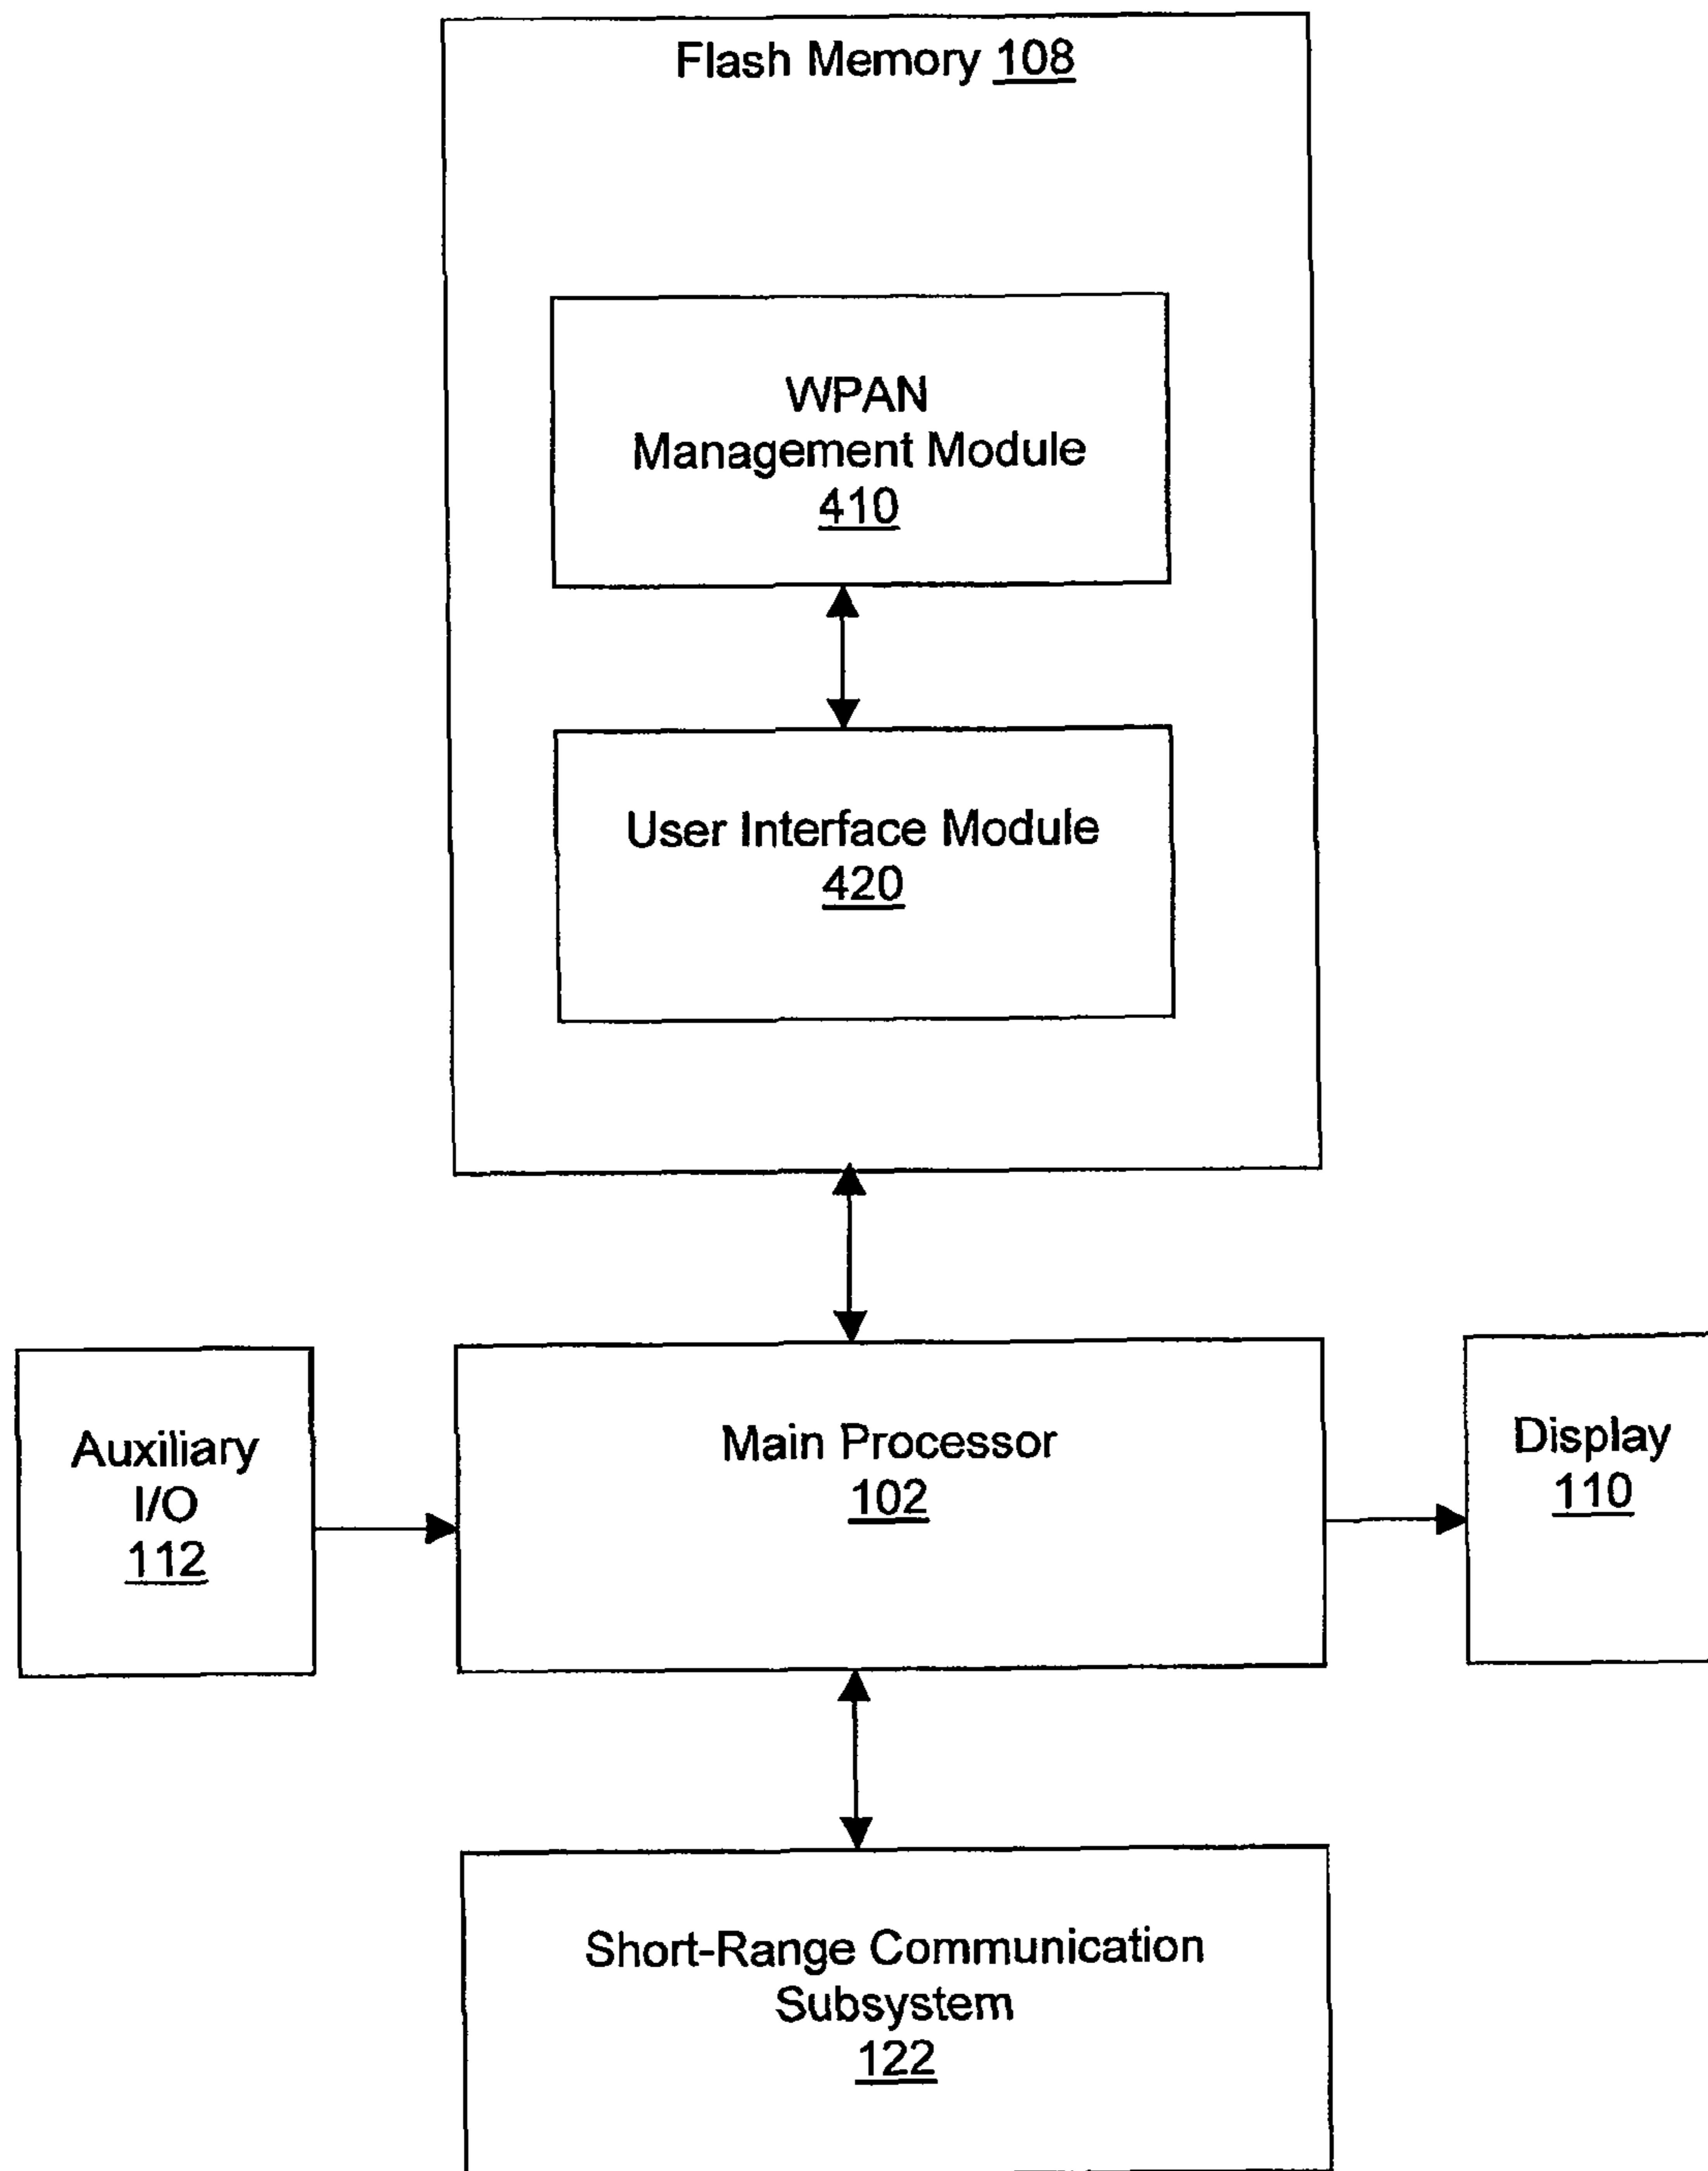 Flash Memory 108
WPAN
Management Module
410
User Interface Module
420
Auxiliary
I/O
112
Main Processor
102
Display
110
Short-Range Communication
Subsystem
122